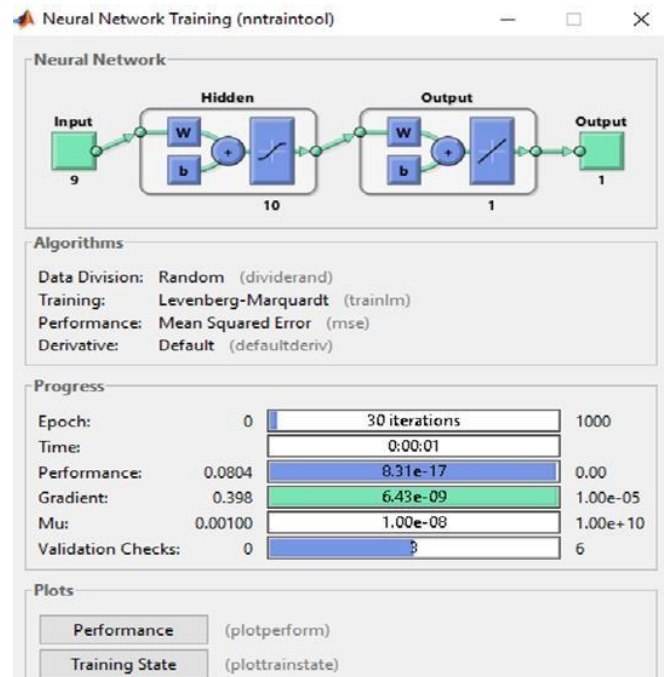 Neural Network Training (nntraintool)
Neural Network
Hidden
Output
Input
W
b
+
W
b
+
Output
9
10
1
1
Algorithms
Data Division: Random (dividerand)
Training: Levenberg-Marquardt (trainlm)
Performance: Mean Squared Error (mse)
Derivative: Default (defaultderiv)
Progress
Epoch: 0 30 iterations 1000
Time: 0:00:01
Performance: 0.0804 8.31e-17 0.00
Gradient: 0.398 6.43e-09 1.00e-05
Mu: 0.00100 1.00e-08 1.00e+10
Validation Checks: 0 3 6
Plots
Performance (plotperform)
Training State (plottrainstate)